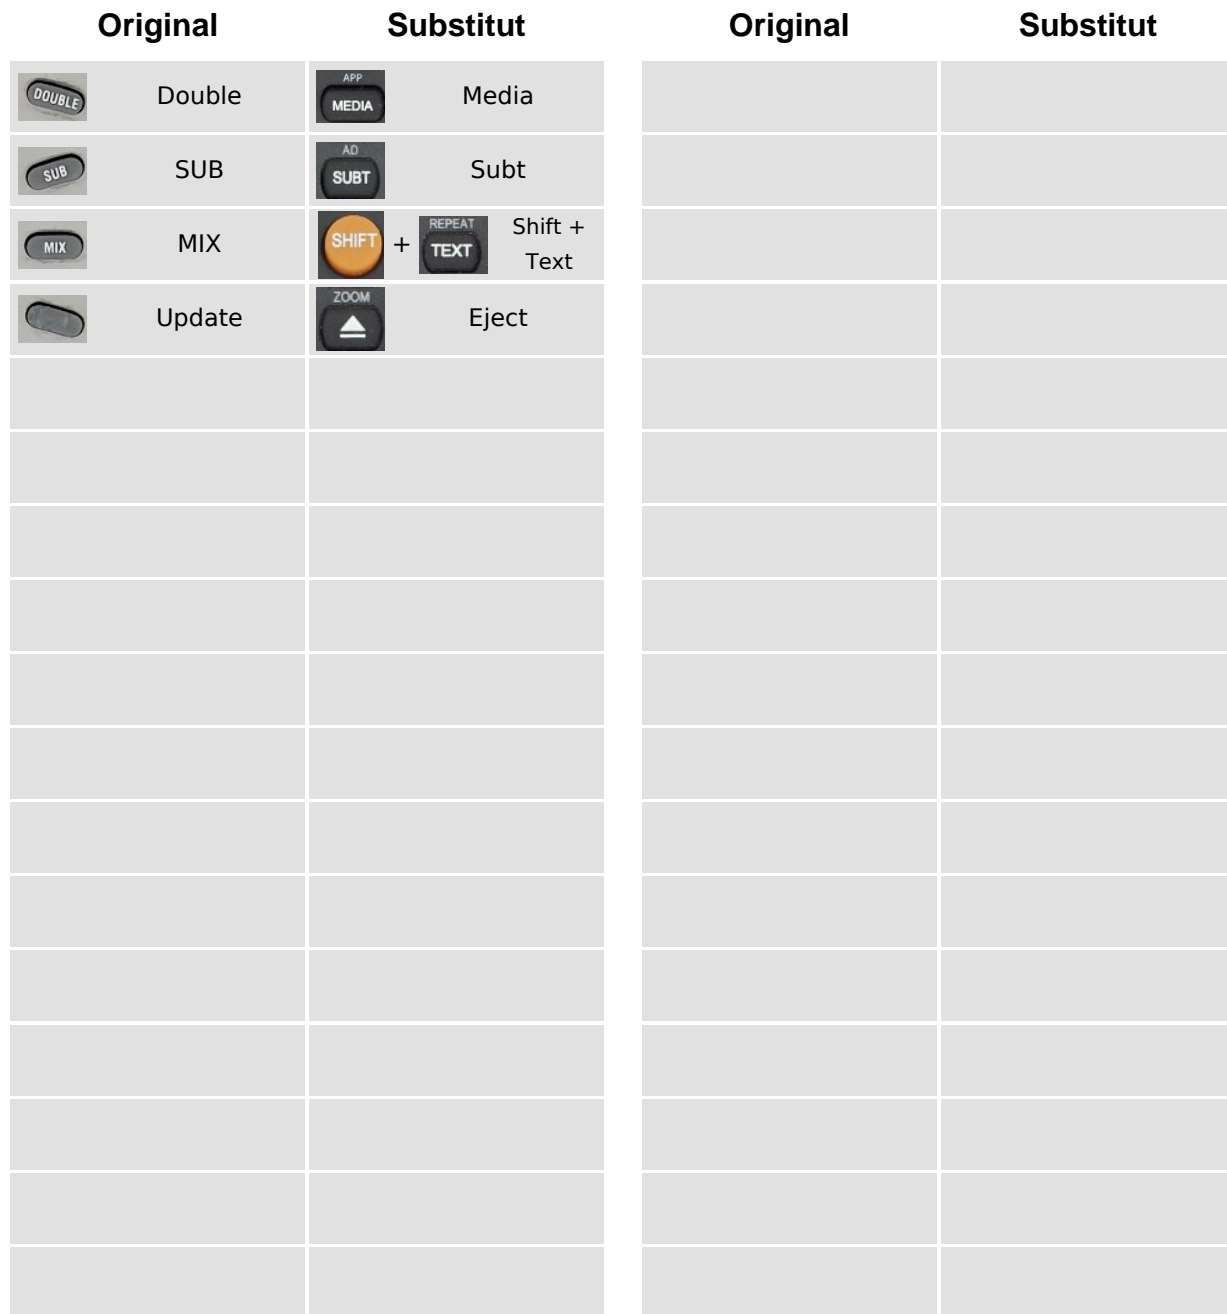 Original Substitut Original Substitut
DOUBLE Double APP MEDIA Media
SUB SUB AD SUBT Subt
MIX MIX SHIFT + REPEAT TEXT Shift + Text
Update ZOOM Eject